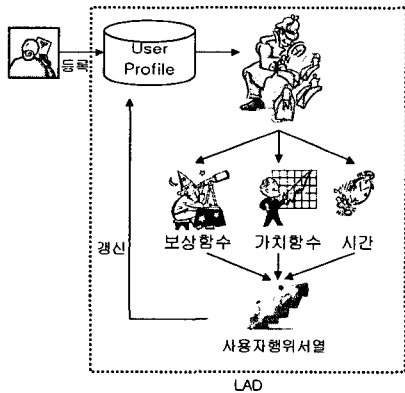 User
Profile
등록
보상함수 가치함수 시간
갱신
사용자행위서열
LAD